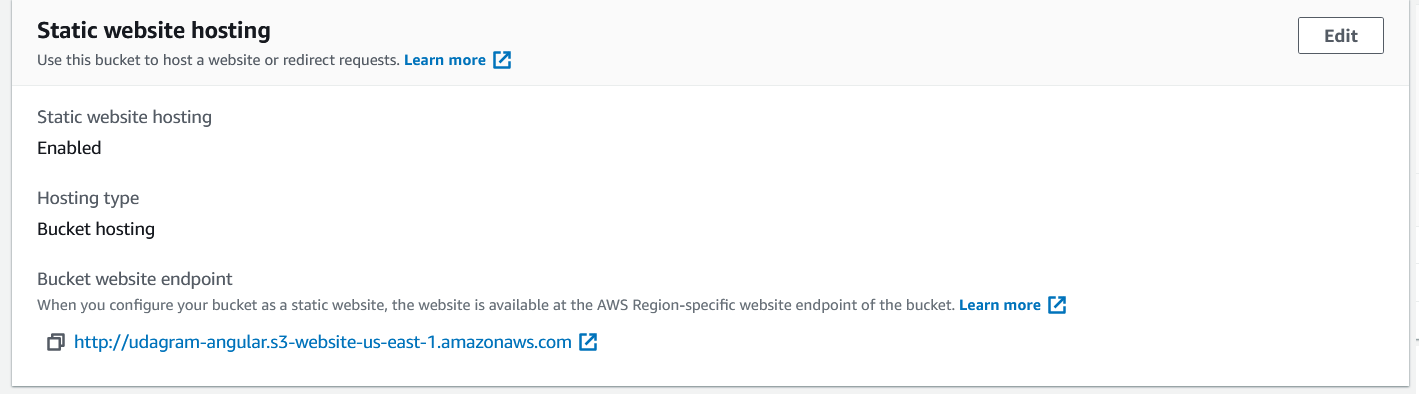 Static website hosting
Edit
Use this bucket to host a website or redirect requests. Learn more
Static website hosting
Enabled
Hosting type
Bucket hosting
Bucket website endpoint
When you configure your bucket as a static website, the website is available at the AWS Region-specific website endpoint of the bucket. Learn more
http://udagram-angular.s3-website-us-east-1.amazonaws.com